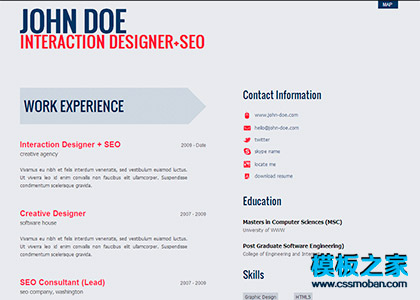 MAP
JOHN DOE
INTERACTION DESIGNER+SEO
WORK EXPERIENCE
Interaction Designer + SEO 2008 - Date
creative agency
Vivamus eu nibh et felis interdum venenatis, sed vestibulum euismod luctus.
Ut viverra leo id enim convallis non faucibus elit ullamcorper. Suspendisse
condimentum scelerisque gravida.
Creative Designer 2007 - 2009
software house
Vivamus eu nibh et felis interdum venenatis, sed vestibulum euismod luctus.
Ut viverra leo id enim convallis non faucibus elit ullamcorper. Suspendisse
condimentum scelerisque gravida.
SEO Consultant (Lead) 2007 - 2009
seo company, washington
Contact Information
www.john-doe.com
hello@john-doe.com
twitter
skype name
locate me
download resume
Education
Masters in Computer Sciences (MSC)
University of WWW
Post Graduate Software Engineering)
College of Engineering and
Skills
Graphic Design HTML5
模板之家
www.cssmoban.com